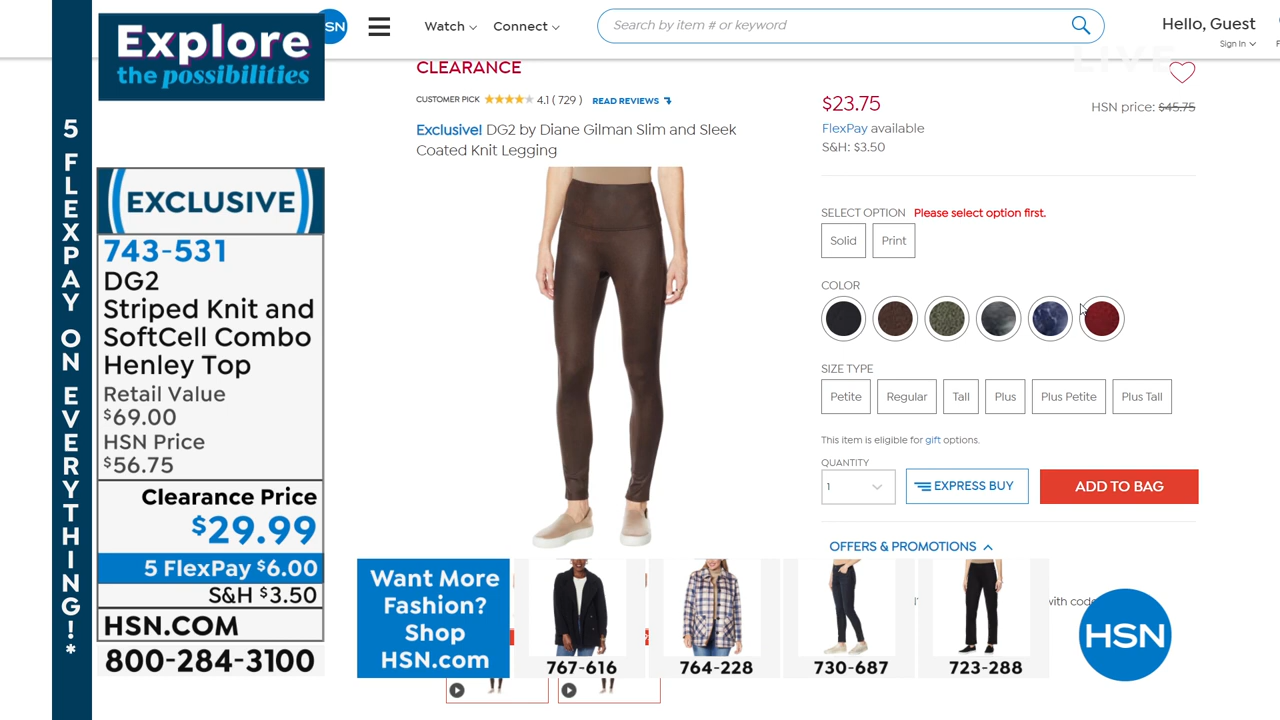 Explore
the possibilities
5 FLEXPAY ON EVERYTHING!*
EXCLUSIVE
743-531
DG2
Striped Knit and
SoftCell Combo
Henley Top
Retail Value
$69.00
HSN Price
$56.75
Clearance Price
$29.99
5 FlexPay $6.00
S&H $3.50
HSN.COM
800-284-3100
SN
Watch
Connect
Search by item # or keyword
Hello, Guest
Sign In
LIVE
CLEARANCE
CUSTOMER PICK 4.1 ( 729 ) READ REVIEWS
Exclusive! DG2 by Diane Gilman Slim and Sleek
Coated Knit Legging
$23.75
HSN price: $45.75
FlexPay available
S&H: $3.50
SELECT OPTION Please select option first.
Solid Print
COLOR
SIZE TYPE
Petite Regular Tall Plus Plus Petite Plus Tall
This item is eligible for gift options.
QUANTITY
1
EXPRESS BUY
ADD TO BAG
OFFERS & PROMOTIONS
with code
Want More
Fashion?
Shop
HSN.com
767-616 764-228 730-687 723-288
HSN